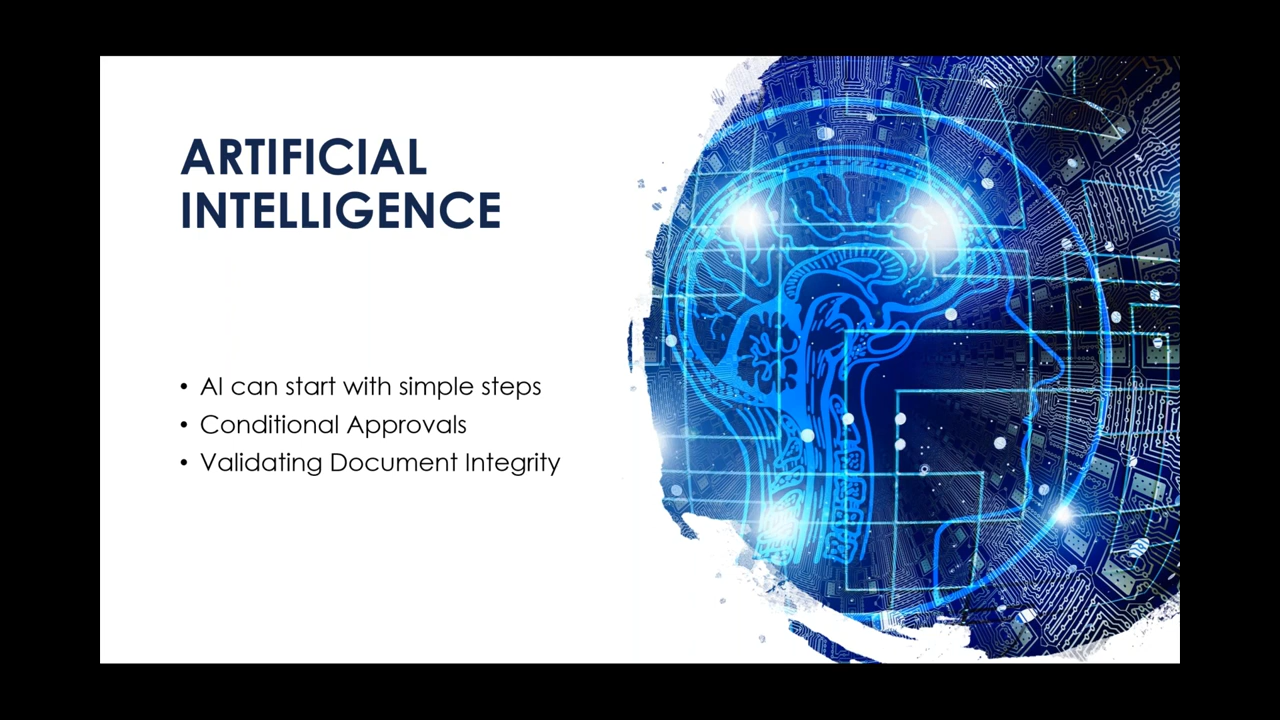 ARTIFICIAL
INTELLIGENCE
• AI can start with simple steps
• Conditional Approvals
• Validating Document Integrity